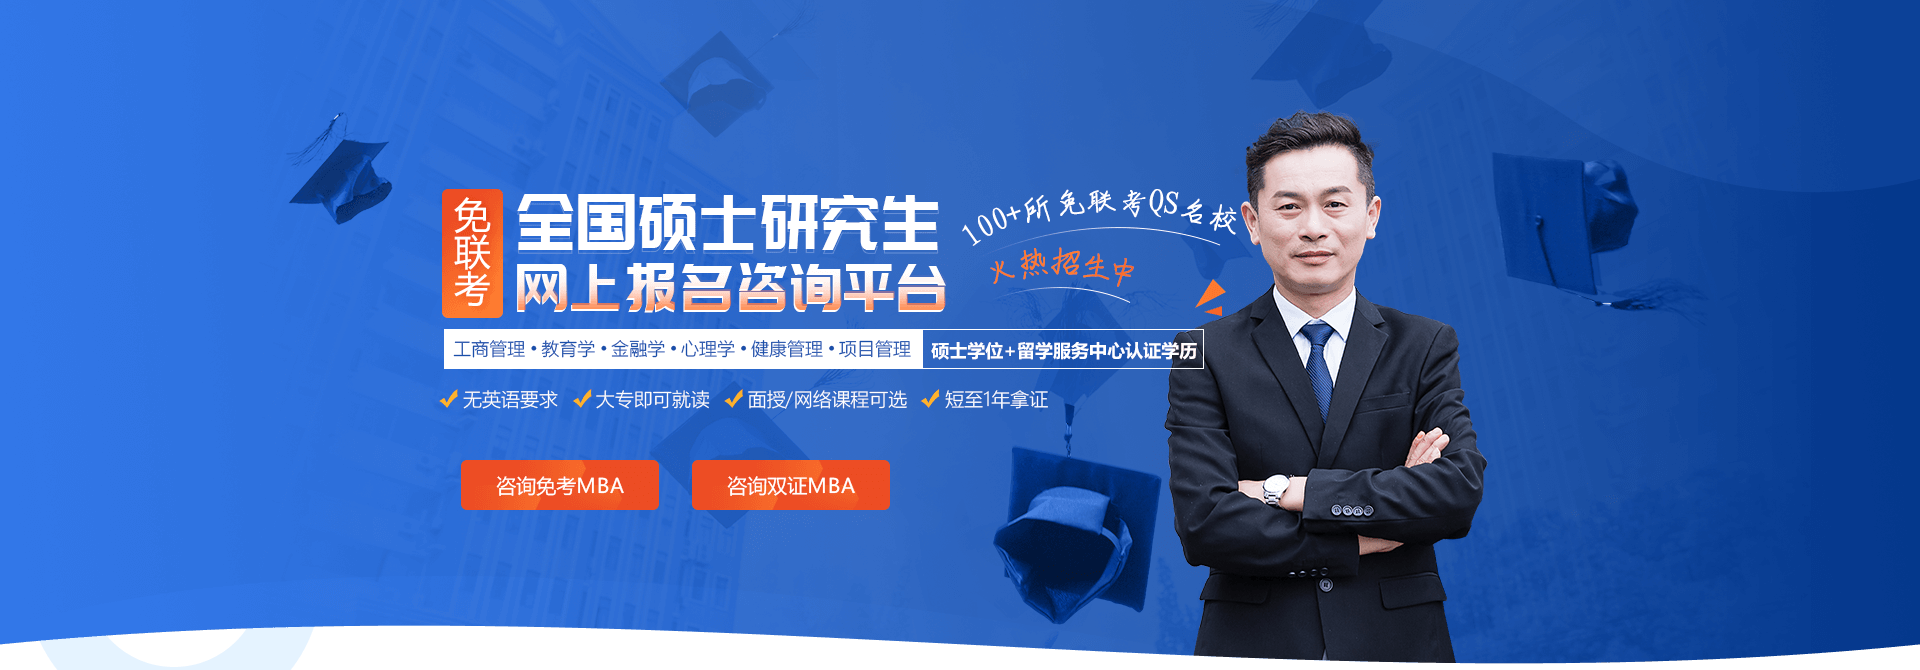 免联考
全国硕士研究生
网上报名咨询平台
100+所免联考QS名校
火热招生中
工商管理•教育学•金融学•心理学•健康管理•项目管理 硕士学位+留学服务中心认证学历
无英语要求 大专即可就读 面授/网络课程可选 短至1年拿证
咨询免考MBA 咨询双证MBA